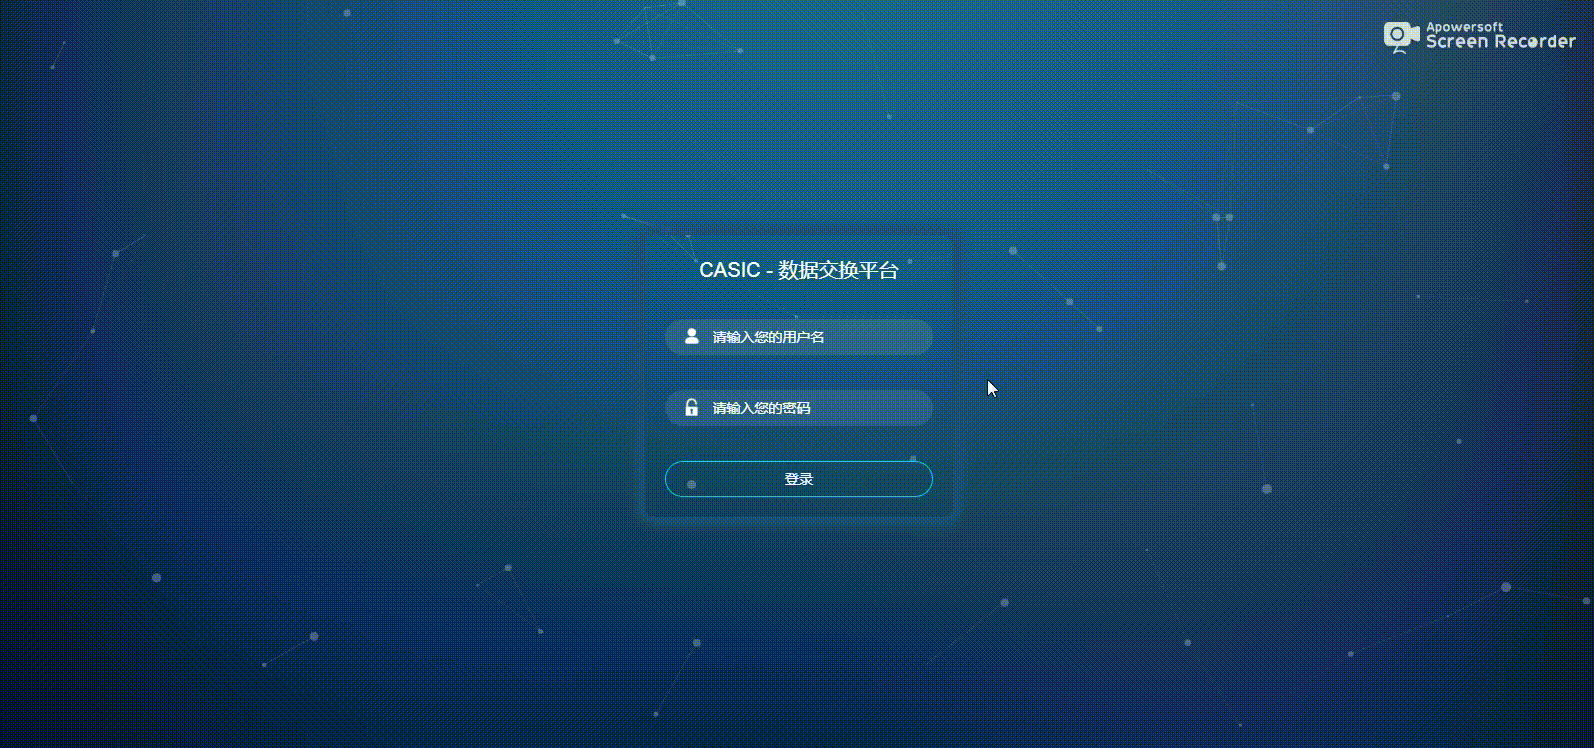 Apowersoft
Screen Recorder
CASIC - 数据交换平台
请输入您的用户名
请输入您的密码
登录